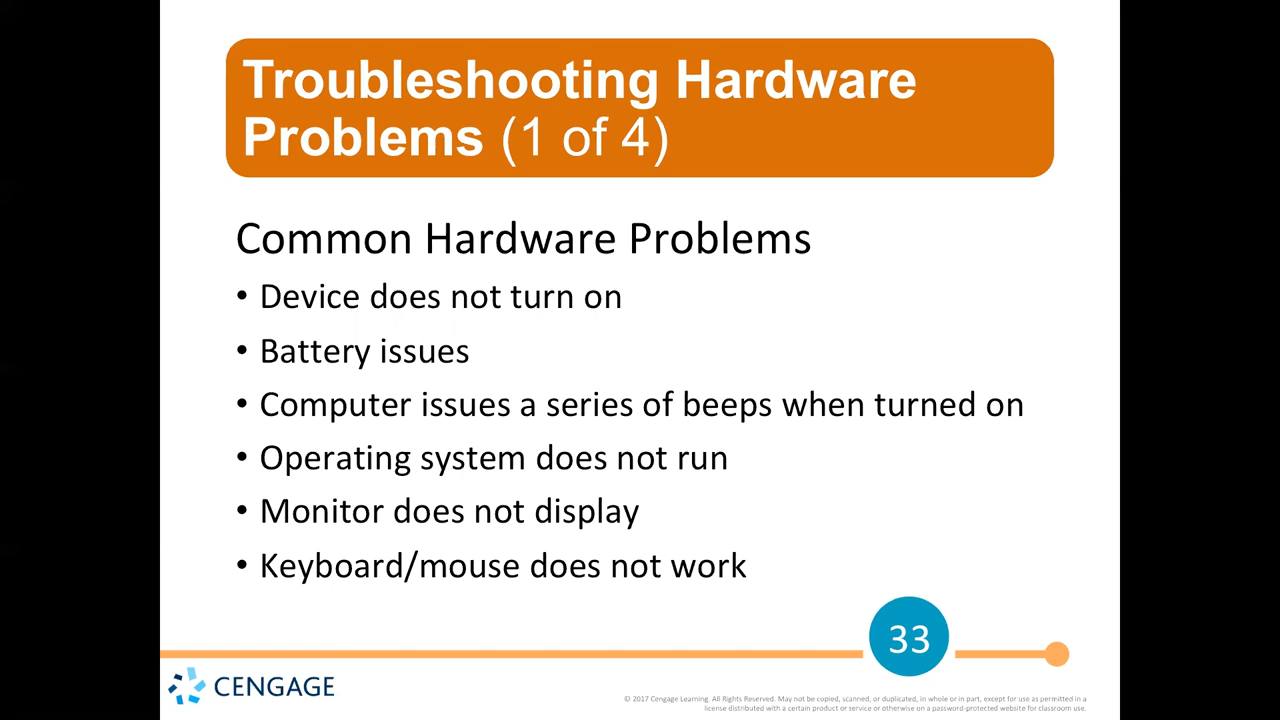 Troubleshooting Hardware
Problems (1 of 4)
Common Hardware Problems
• Device does not turn on
• Battery issues
• Computer issues a series of beeps when turned on
• Operating system does not run
• Monitor does not display
• Keyboard/mouse does not work
33
CENGAGE
© 2017 Cengage Learning. All Rights Reserved. May not be copied, scanned, or duplicated, in whole or in part, except for use as permitted in a
license distributed with a certain product or service or otherwise on a password-protected website for classroom use.